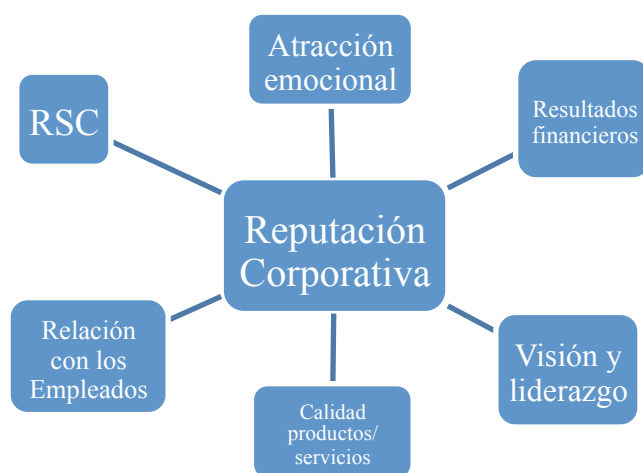 Atracción
emocional
RSC
Resultados
financieros
Reputación
Corporativa
Relación
con los
Empleados
Visión y
liderazgo
Calidad
productos/
servicios